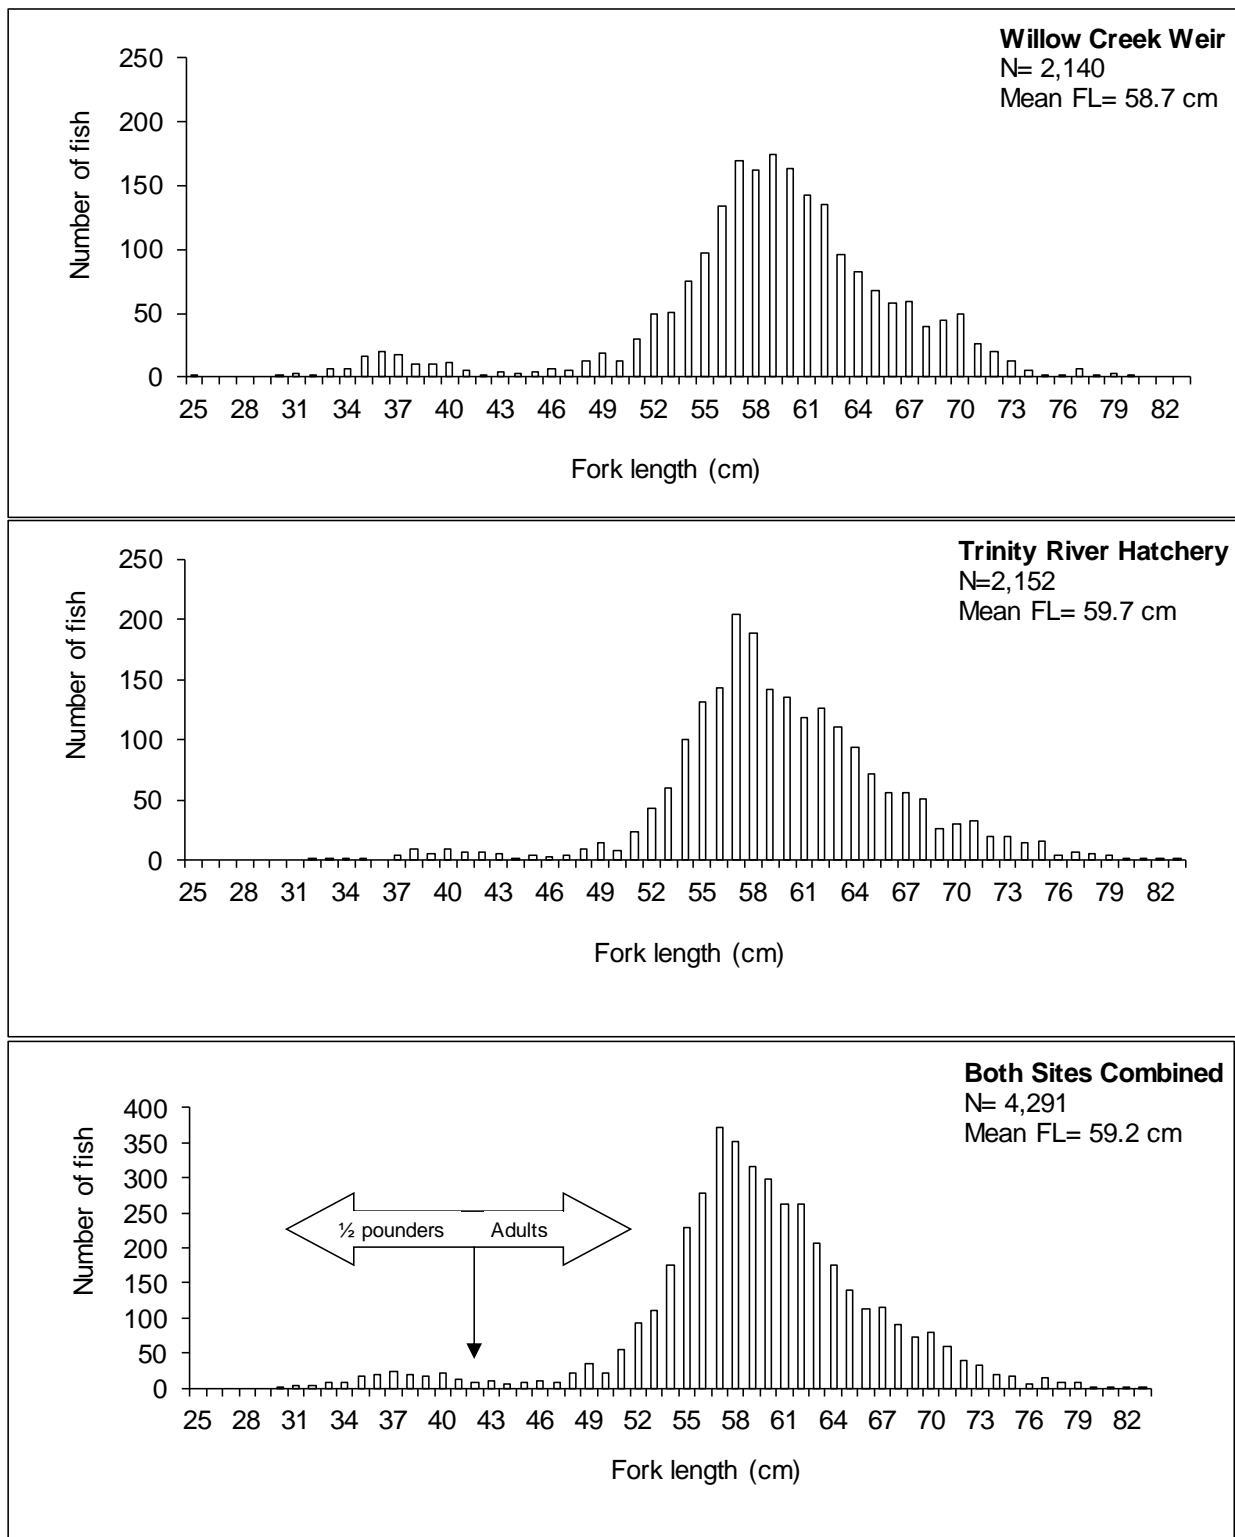 Willow Creek Weir
N= 2,140
Mean FL= 58.7 cm
Number of fish
250
200
150
100
50
0
25 28 31 34 37 40 43 46 49 52 55 58 61 64 67 70 73 76 79 82
Fork length (cm)
Trinity River Hatchery
N=2,152
Mean FL= 59.7 cm
Number of fish
250
200
150
100
50
0
25 28 31 34 37 40 43 46 49 52 55 58 61 64 67 70 73 76 79 82
Fork length (cm)
Both Sites Combined
N= 4,291
Mean FL= 59.2 cm
Number of fish
400
350
300
250
200
150
100
50
0
½ pounders Adults
25 28 31 34 37 40 43 46 49 52 55 58 61 64 67 70 73 76 79 82
Fork length (cm)